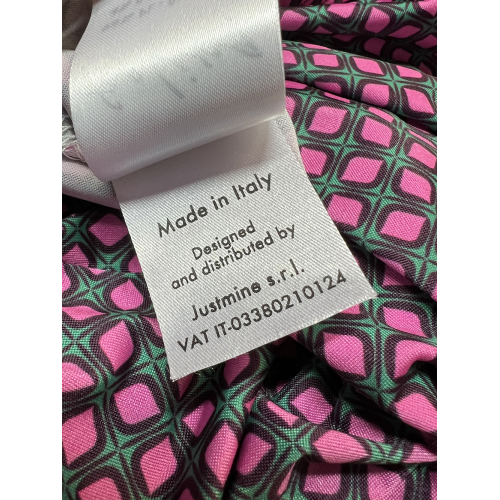 Made in Italy
Designed
and distributed by
Justmine s.r.l.
VAT IT-03380210124